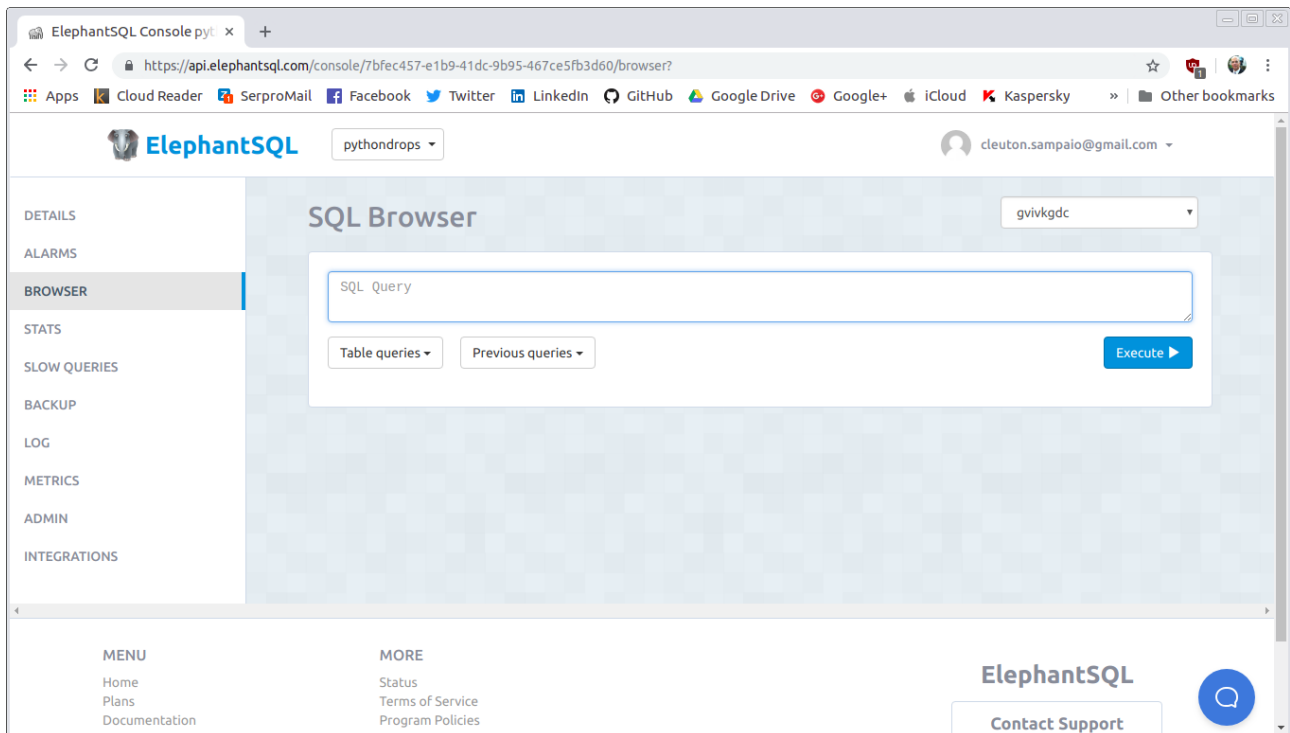 ElephantSQL Console pyt
https://api.elephantsql.com/console/7bfec457-e1b9-41dc-9b95-467ce5fb3d60/browser?
1
Apps Cloud Reader SerproMail Facebook Twitter LinkedIn GitHub Google Drive Google+ iCloud Kaspersky » Other bookmarks
ElephantSQL pythondrops cleuton.sampaio@gmail.com
DETAILS
ALARMS
BROWSER
STATS
SLOW QUERIES
BACKUP
LOG
METRICS
ADMIN
INTEGRATIONS
SQL Browser gvivkgdc
SQL Query
Table queries Previous queries Execute
MENU
Home
Plans
Documentation
MORE
Status
Terms of Service
Program Policies
ElephantSQL
Contact Support